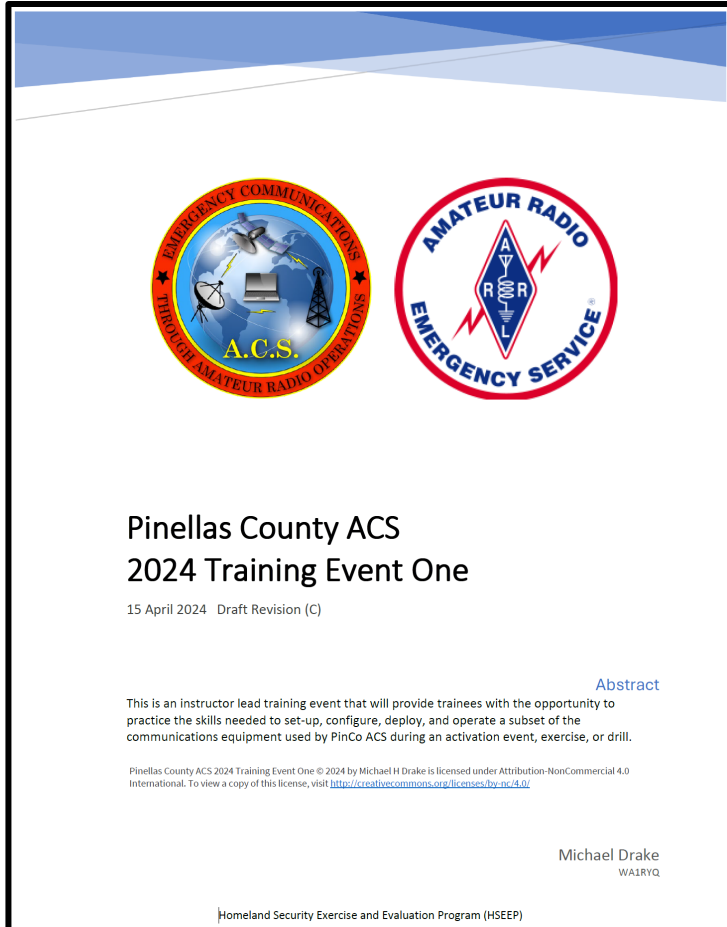 EMERGENCY COMMUNICATIONS
THROUGH AMATEUR RADIO OPERATIONS
A.C.S.
AMATEUR RADIO
A
R R
L
EMERGENCY SERVICE®
Pinellas County ACS
2024 Training Event One
15 April 2024 Draft Revision (C)
Abstract
This is an instructor lead training event that will provide trainees with the opportunity to
practice the skills needed to set-up, configure, deploy, and operate a subset of the
communications equipment used by PinCo ACS during an activation event, exercise, or drill.
Pinellas County ACS 2024 Training Event One © 2024 by Michael H Drake is licensed under Attribution-NonCommercial 4.0
International. To view a copy of this license, visit http://creativecommons.org/licenses/by-nc/4.0/
Michael Drake
WA1RYQ
Homeland Security Exercise and Evaluation Program (HSEEP)